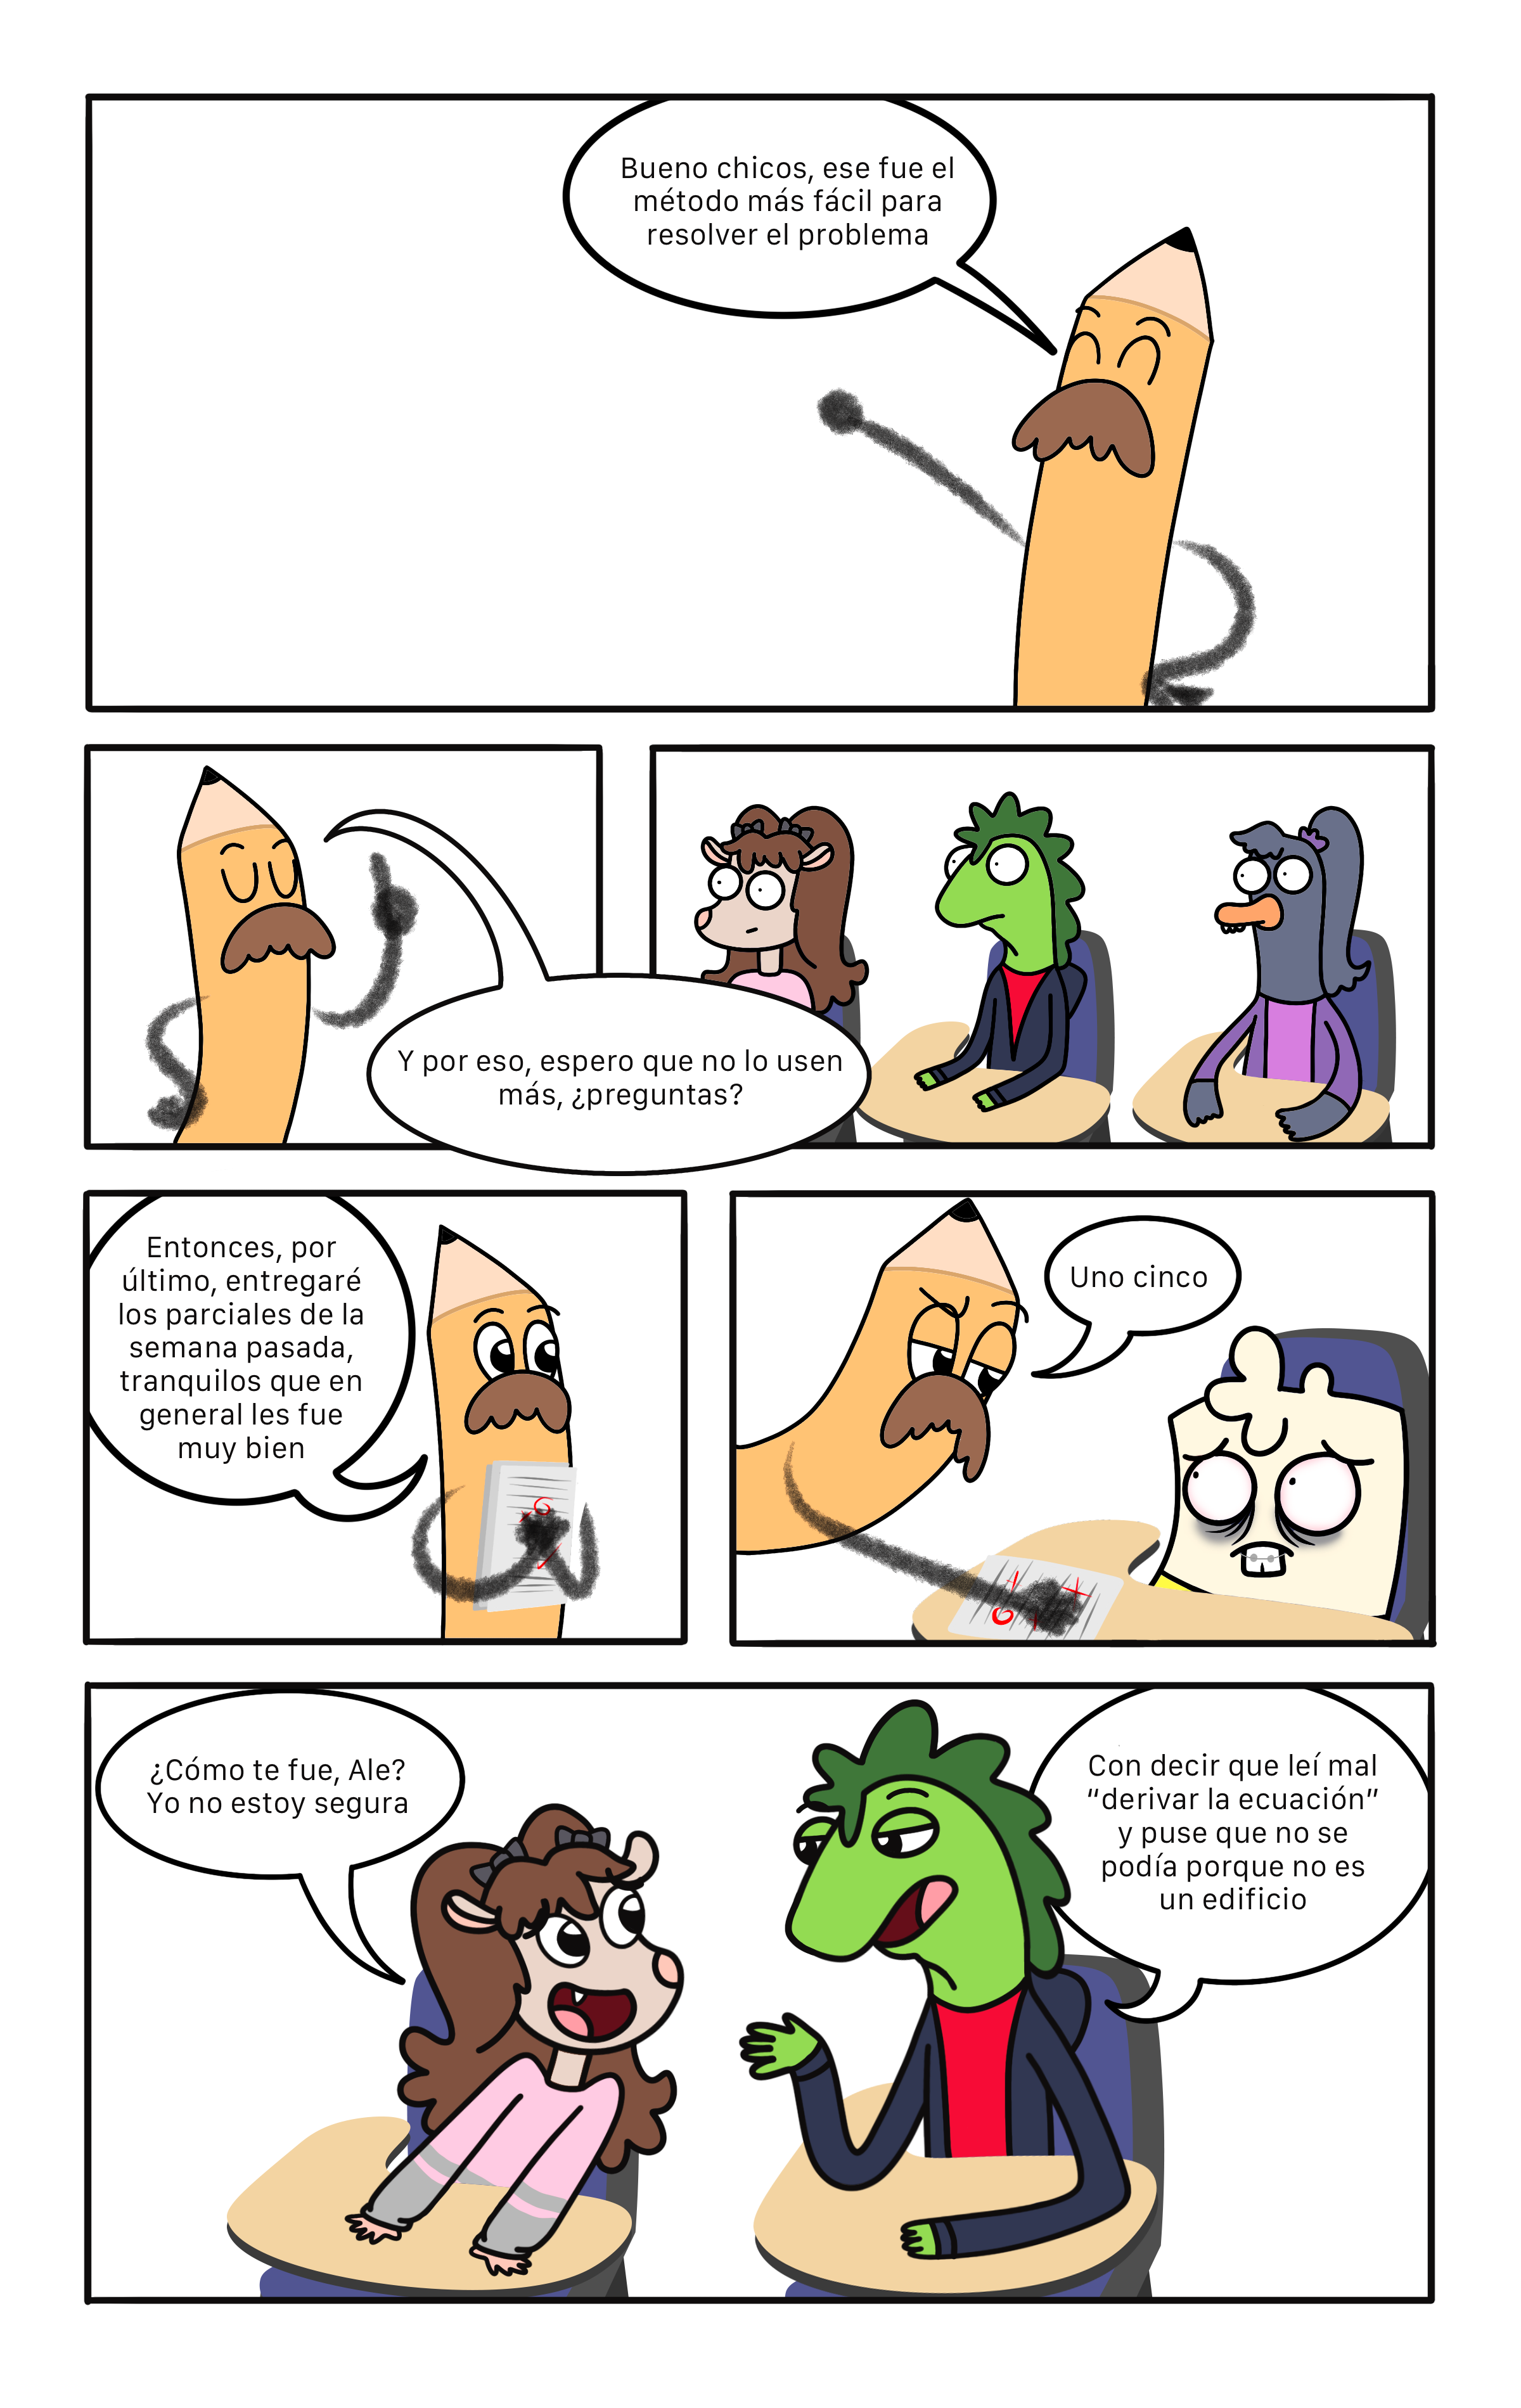 Bueno chicos, ese fue el
método más fácil para
resolver el problema
Y por eso, espero que no lo usen
más, ¿preguntas?
Entonces, por
último, entregaré
los parciales de la
semana pasada,
tranquilos que en
general les fue
muy bien
Uno cinco
¿Cómo te fue, Ale?
Yo no estoy segura
Con decir que leí mal
“derivar la ecuación”
y puse que no se
podía porque no es
un edificio